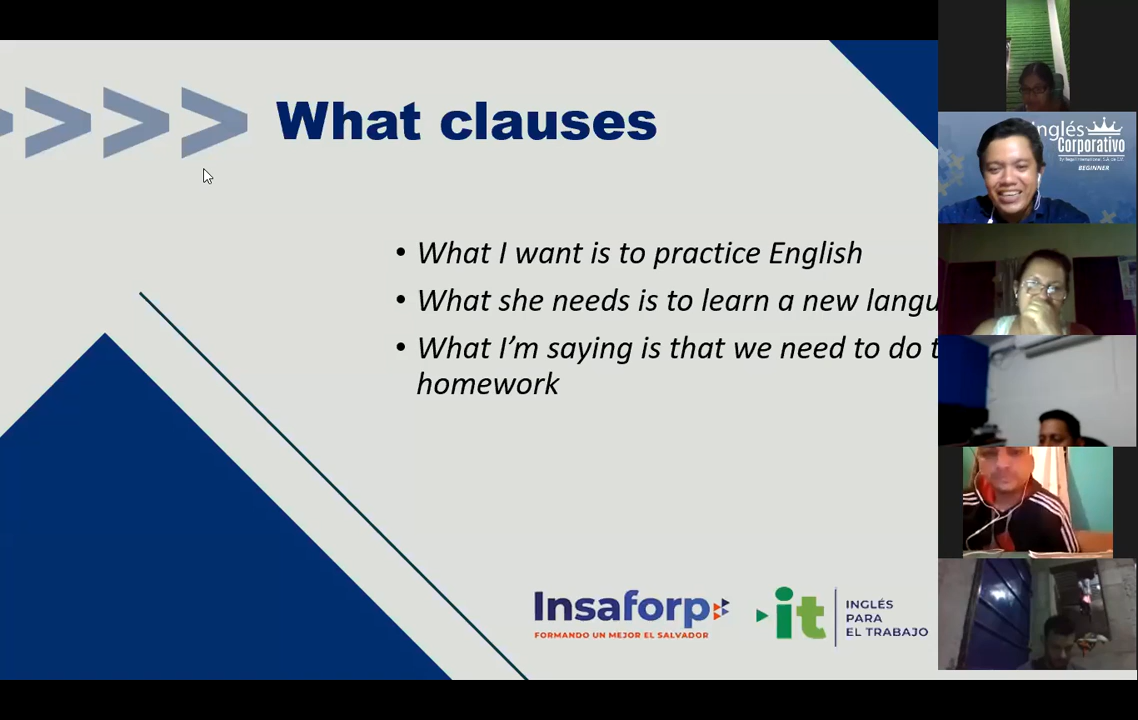 What clauses
• What I want is to practice English
• What she needs is to learn a new langu
• What I'm saying is that we need to do t
homework
Insaforp
FORMANDO UN MEJOR EL SALVADOR
it
INGLÉS
PARA
EL TRABAJO
Inglés
Corporativo
BEGINNER